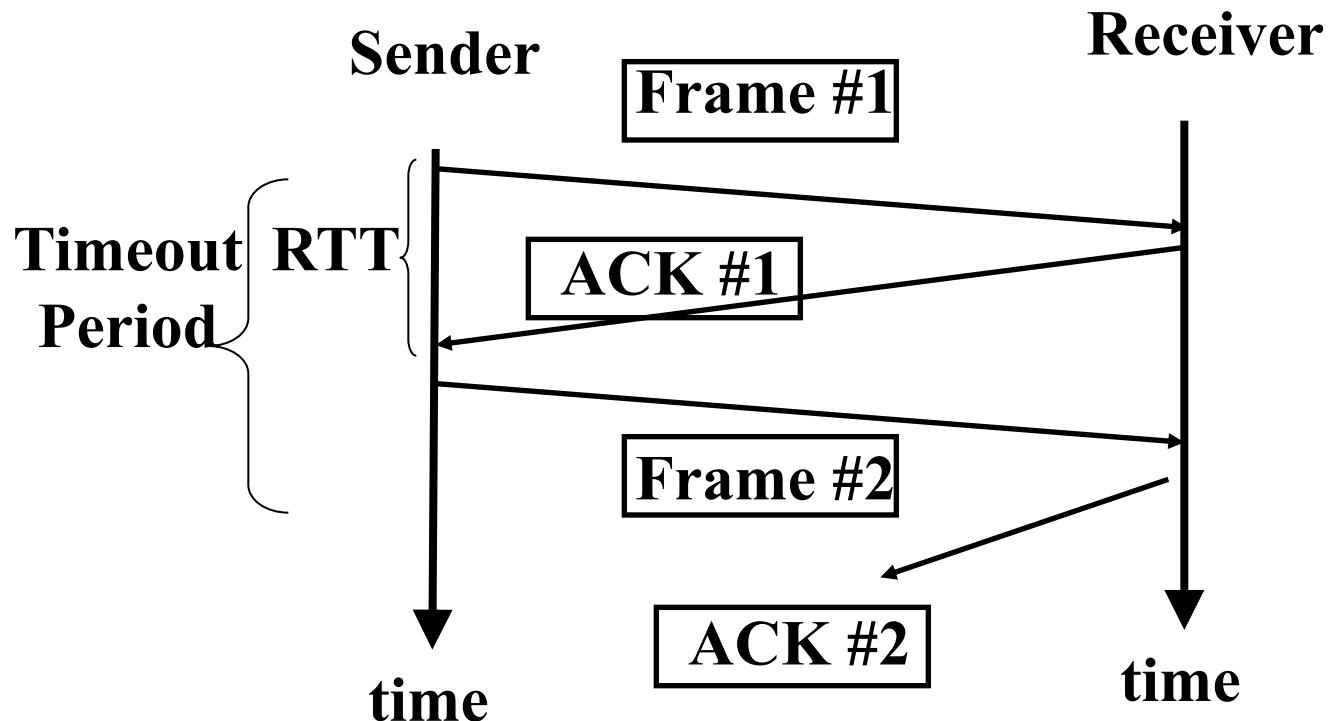 Sender
Receiver
Frame #1
Timeout
Period
RTT
ACK #1
Frame #2
ACK #2
time
time